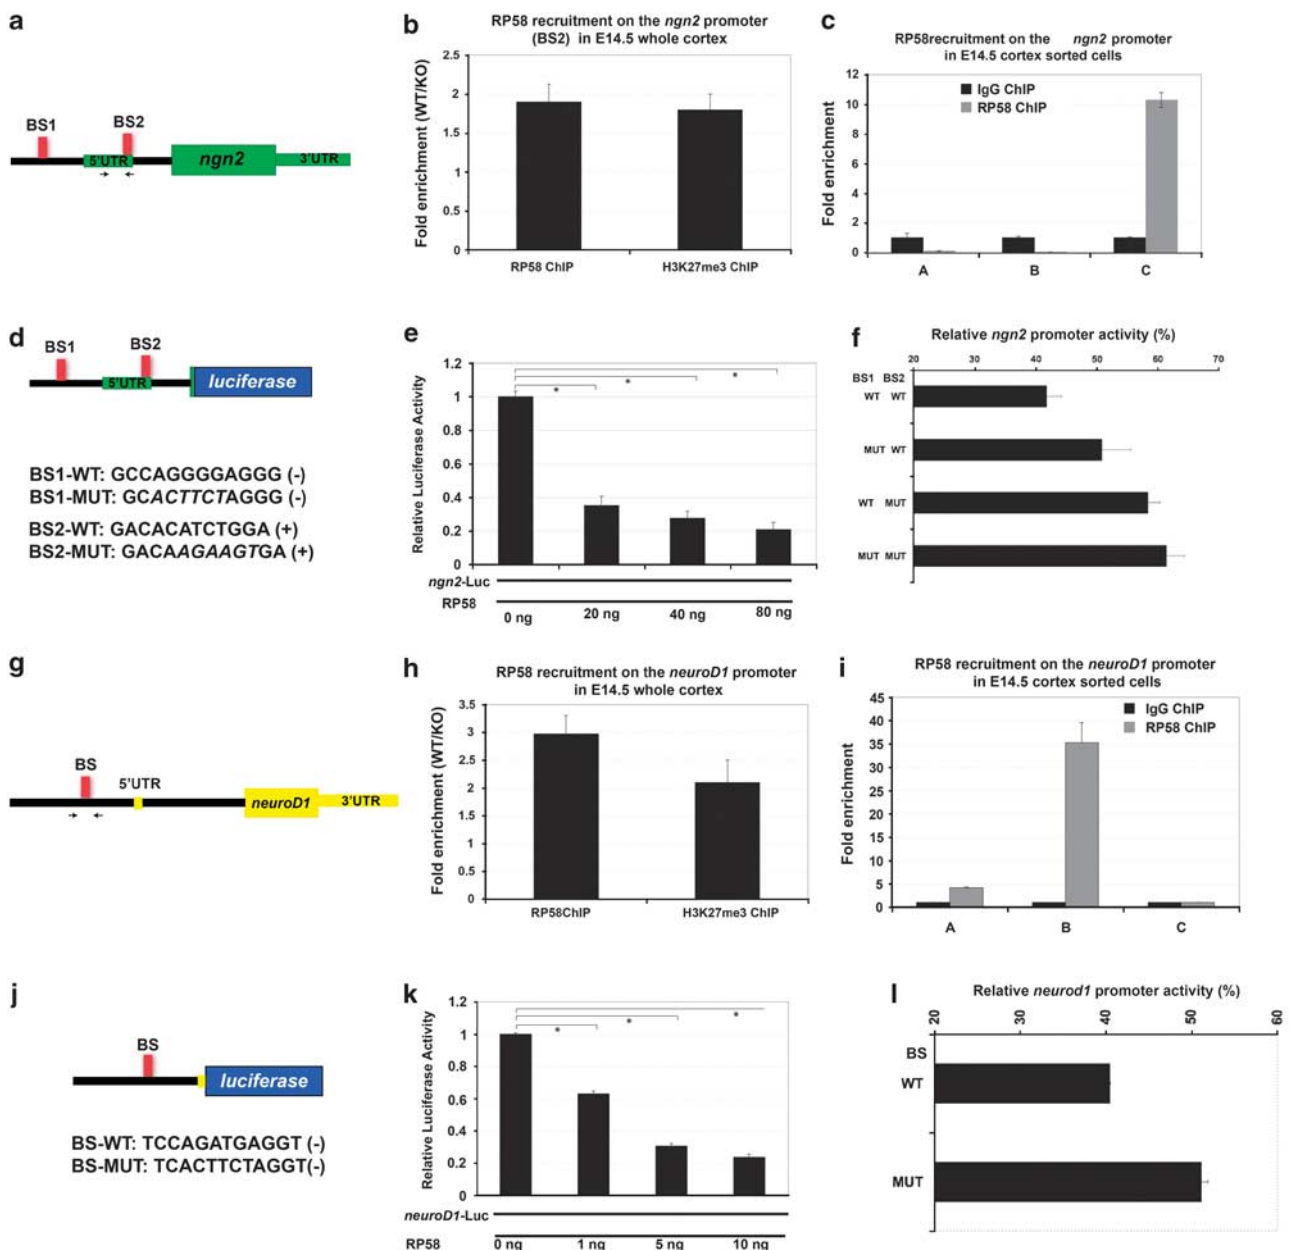 a
BS1
BS2
5'UTR
ngn2
3'UTR
b
RP58 recruitment on the ngn2 promoter
(BS2) in E14.5 whole cortex
Fold enrichment (WT/KO)
2.5
2
1.5
1
0.5
0
RP58 ChIP
H3K27me3 ChIP
c
RP58recruitment on the ngn2 promoter
in E14.5 cortex sorted cells
IgG ChIP
RP58 ChIP
Fold enrichment
12
10
8
6
4
2
0
A
B
C
d
BS1
BS2
5'UTR
luciferase
BS1-WT: GCCAGGGGAGGG (-)
BS1-MUT: GCACTTCTAGGG (-)
BS2-WT: GACACATCTGGA (+)
BS2-MUT: GACAAGAAGTGA (+)
e
Relative Luciferase Activity
1.2
1
0.8
0.6
0.4
0.2
0
*
*
*
ngn2-Luc
RP58
0 ng
20 ng
40 ng
80 ng
f
Relative ngn2 promoter activity (%)
20 30 40 50 60 70
BS1 BS2
WT WT
MUT WT
WT MUT
MUT MUT
g
BS
5'UTR
neuroD1
3'UTR
h
RP58 recruitment on the neuroD1 promoter
in E14.5 whole cortex
Fold enrichment (WT/KO)
3.5
3
2.5
2
1.5
1
0.5
0
RP58ChIP
H3K27me3 ChIP
i
RP58 recruitment on the neuroD1 promoter
in E14.5 cortex sorted cells
IgG ChIP
RP58 ChIP
Fold enrichment
45
40
35
30
25
20
15
10
5
0
A
B
C
j
BS
luciferase
BS-WT: TCCAGATGAGGT (-)
BS-MUT: TCACTTCTAGGT(-)
k
Relative Luciferase Activity
1.2
1
0.8
0.6
0.4
0.2
0
*
*
*
neuroD1-Luc
RP58
0 ng
1 ng
5 ng
10 ng
l
Relative neurod1 promoter activity (%)
20 30 40 50 60
BS
WT
MUT